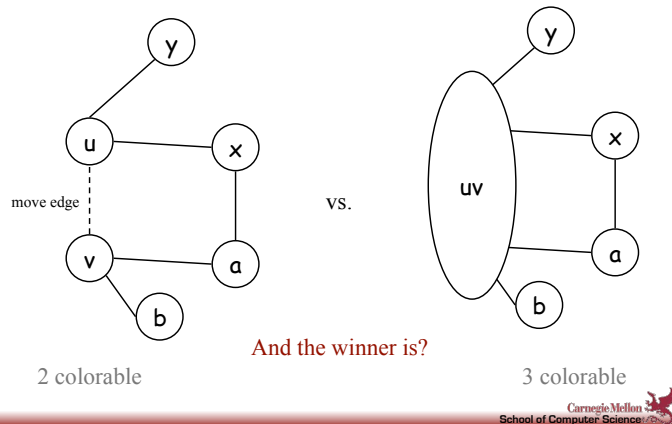 y
y
u
x
x
move edge
vs.
uv
v
a
a
b
b
And the winner is?
2 colorable
3 colorable
Carnegie Mellon
School of Computer Science